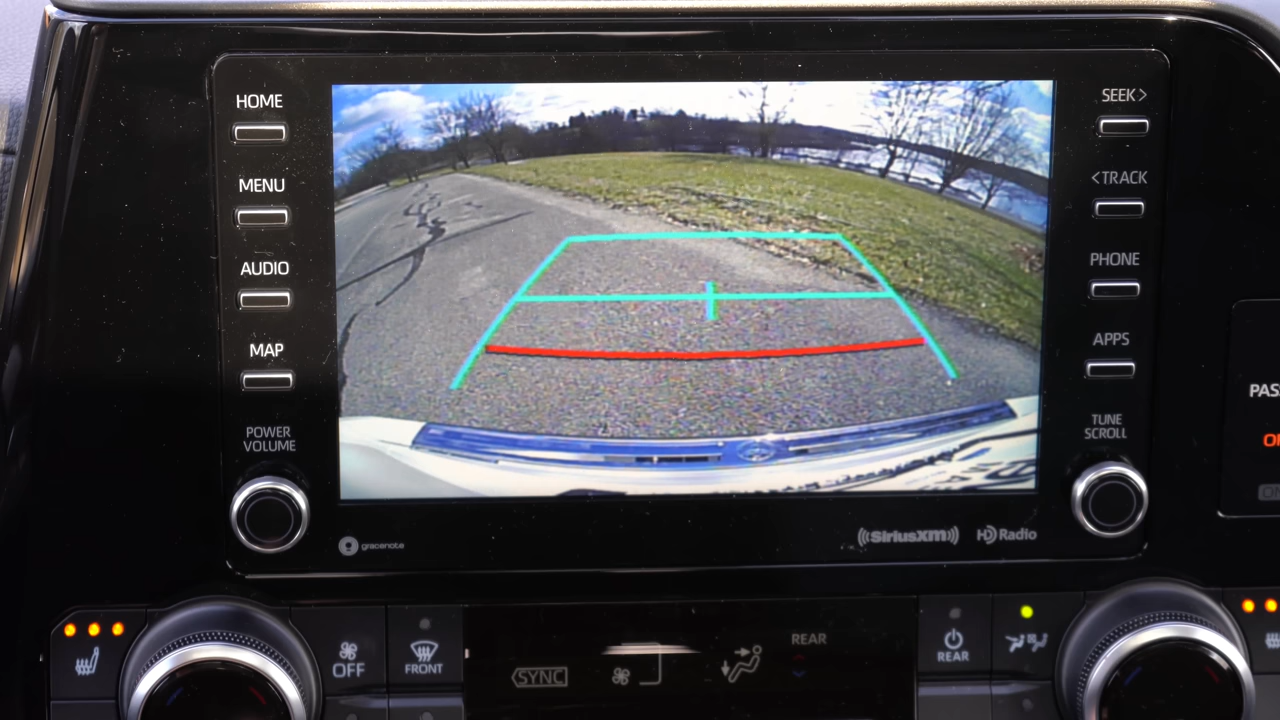 HOME
MENU
AUDIO
MAP
POWER
VOLUME
SEEK>
<TRACK
PHONE
APPS
TUNE
SCROLL
gracenote
((SiriusXM))
HD Radio
OFF
FRONT
SYNC
REAR
REAR